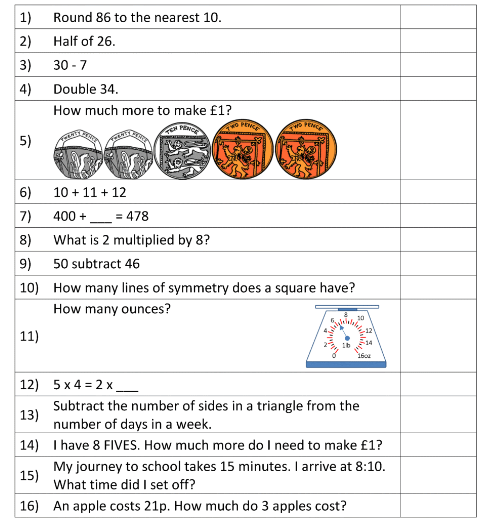 1) Round 86 to the nearest 10.
2) Half of 26.
3) 30 - 7
4) Double 34.
How much more to make £1?
5)
TWENTY PENCE TWENTY PENCE TEN PENCE TWO PENCE TWO PENCE
6) 10 + 11 + 12
7) 400 + ___ = 478
8) What is 2 multiplied by 8?
9) 50 subtract 46
10) How many lines of symmetry does a square have?
How many ounces?
11)
0 2 4 6 8 10 12 14 16oz
1lb
12) 5 x 4 = 2 x ___
13) Subtract the number of sides in a triangle from the
number of days in a week.
14) I have 8 FIVES. How much more do I need to make £1?
15) My journey to school takes 15 minutes. I arrive at 8:10.
What time did I set off?
16) An apple costs 21p. How much do 3 apples cost?